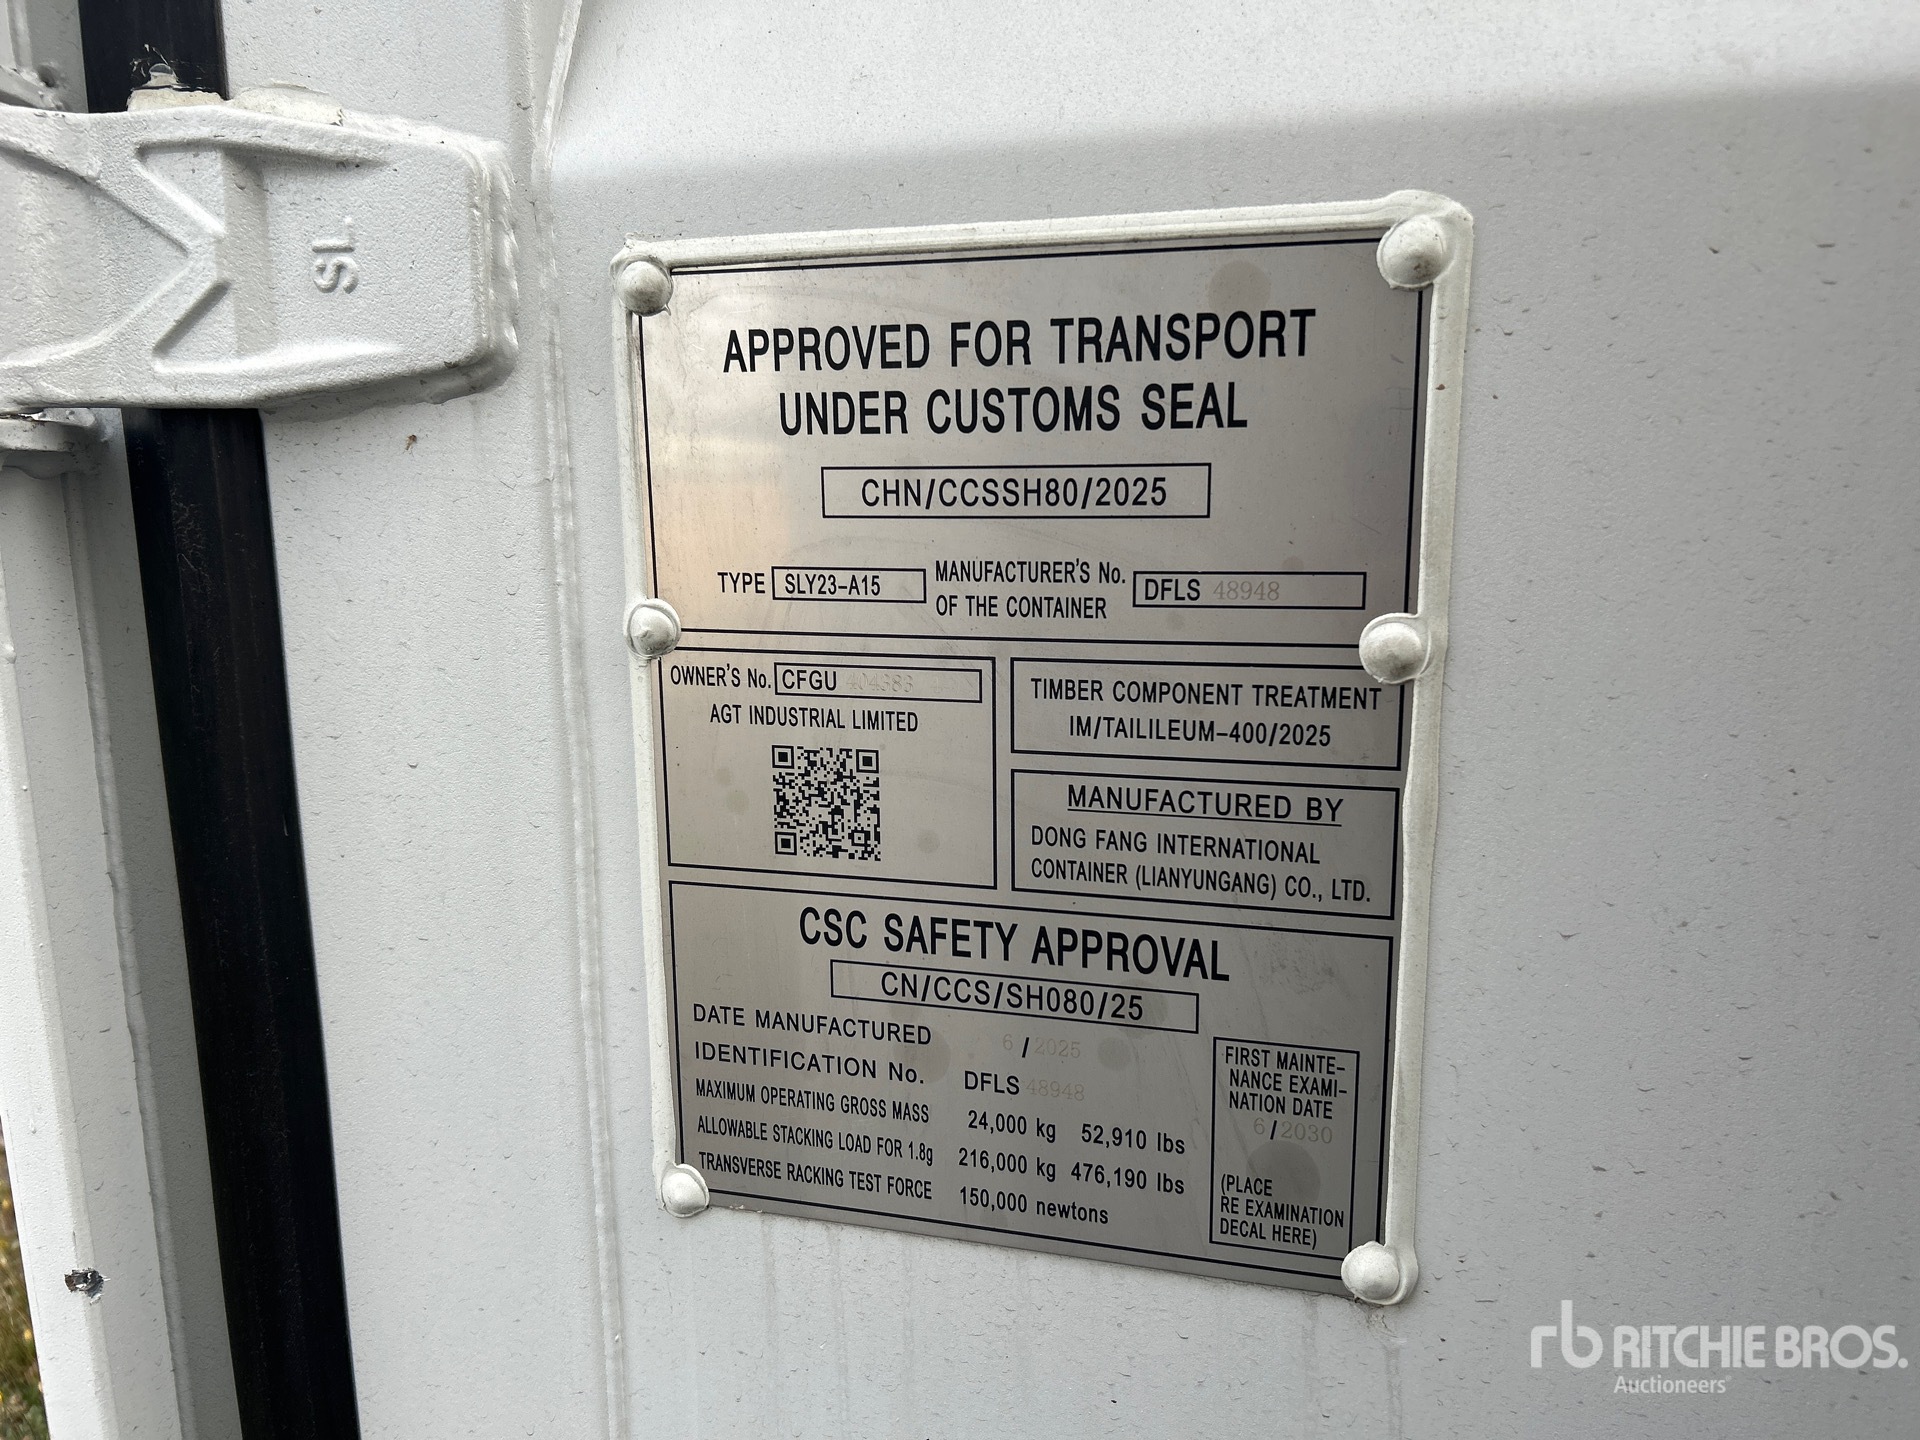 SL
APPROVED FOR TRANSPORT
UNDER CUSTOMS SEAL
CHN/CCSSH80/2025
TYPE SLY23-A15 MANUFACTURER'S No. OF THE CONTAINER DFLS 48948
OWNER'S No. CFGU 404383
AGT INDUSTRIAL LIMITED
TIMBER COMPONENT TREATMENT
IM/TAILILEUM-400/2025
MANUFACTURED BY
DONG FANG INTERNATIONAL
CONTAINER (LIANYUNGANG) CO., LTD.
CSC SAFETY APPROVAL
CN/CCS/SH080/25
DATE MANUFACTURED 6 / 2025
IDENTIFICATION No. DFLS 48948
MAXIMUM OPERATING GROSS MASS 24,000 kg 52,910 lbs
ALLOWABLE STACKING LOAD FOR 1.8g 216,000 kg 476,190 lbs
TRANSVERSE RACKING TEST FORCE 150,000 newtons
FIRST MAINTE-
NANCE EXAMI-
NATION DATE
6 / 2030
(PLACE
RE EXAMINATION
DECAL HERE)
rb RITCHIE BROS.
Auctioneers